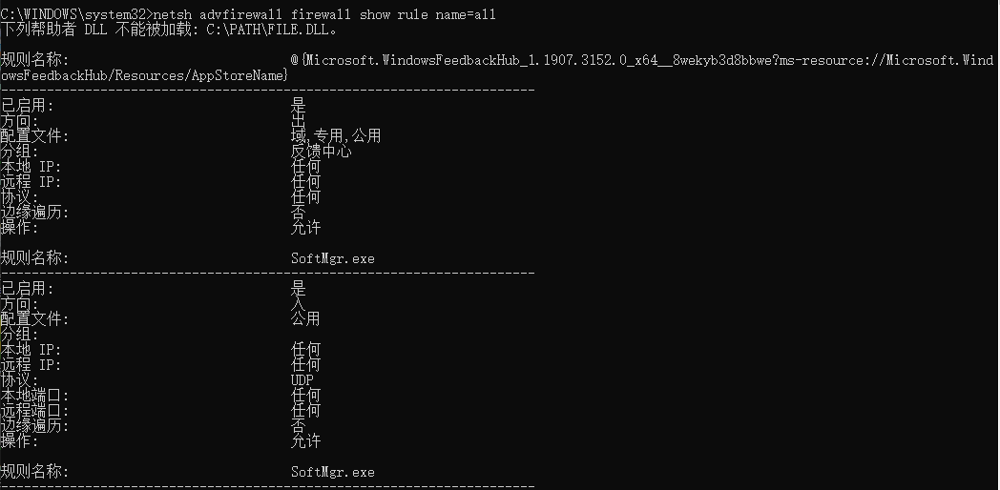 C:\WINDOWS\system32>netsh advfirewall firewall show rule name=all
下列帮助者 DLL 不能被加载: C:\PATH\FILE.DLL。
规则名称: @{Microsoft.WindowsFeedbackHub_1.1907.3152.0_x64__8wekyb3d8bbwe?ms-resource://Microsoft.Wind
owsFeedbackHub/Resources/AppStoreName}
----------------------------------------------------------------------
已启用: 是
方向: 出
配置文件: 域,专用,公用
分组: 反馈中心
本地 IP: 任何
远程 IP: 任何
协议: 任何
边缘遍历: 否
操作: 允许
规则名称: SoftMgr.exe
----------------------------------------------------------------------
已启用: 是
方向: 入
配置文件: 公用
分组:
本地 IP: 任何
远程 IP: 任何
协议: UDP
本地端口: 任何
远程端口: 任何
边缘遍历: 否
操作: 允许
规则名称: SoftMgr.exe
----------------------------------------------------------------------